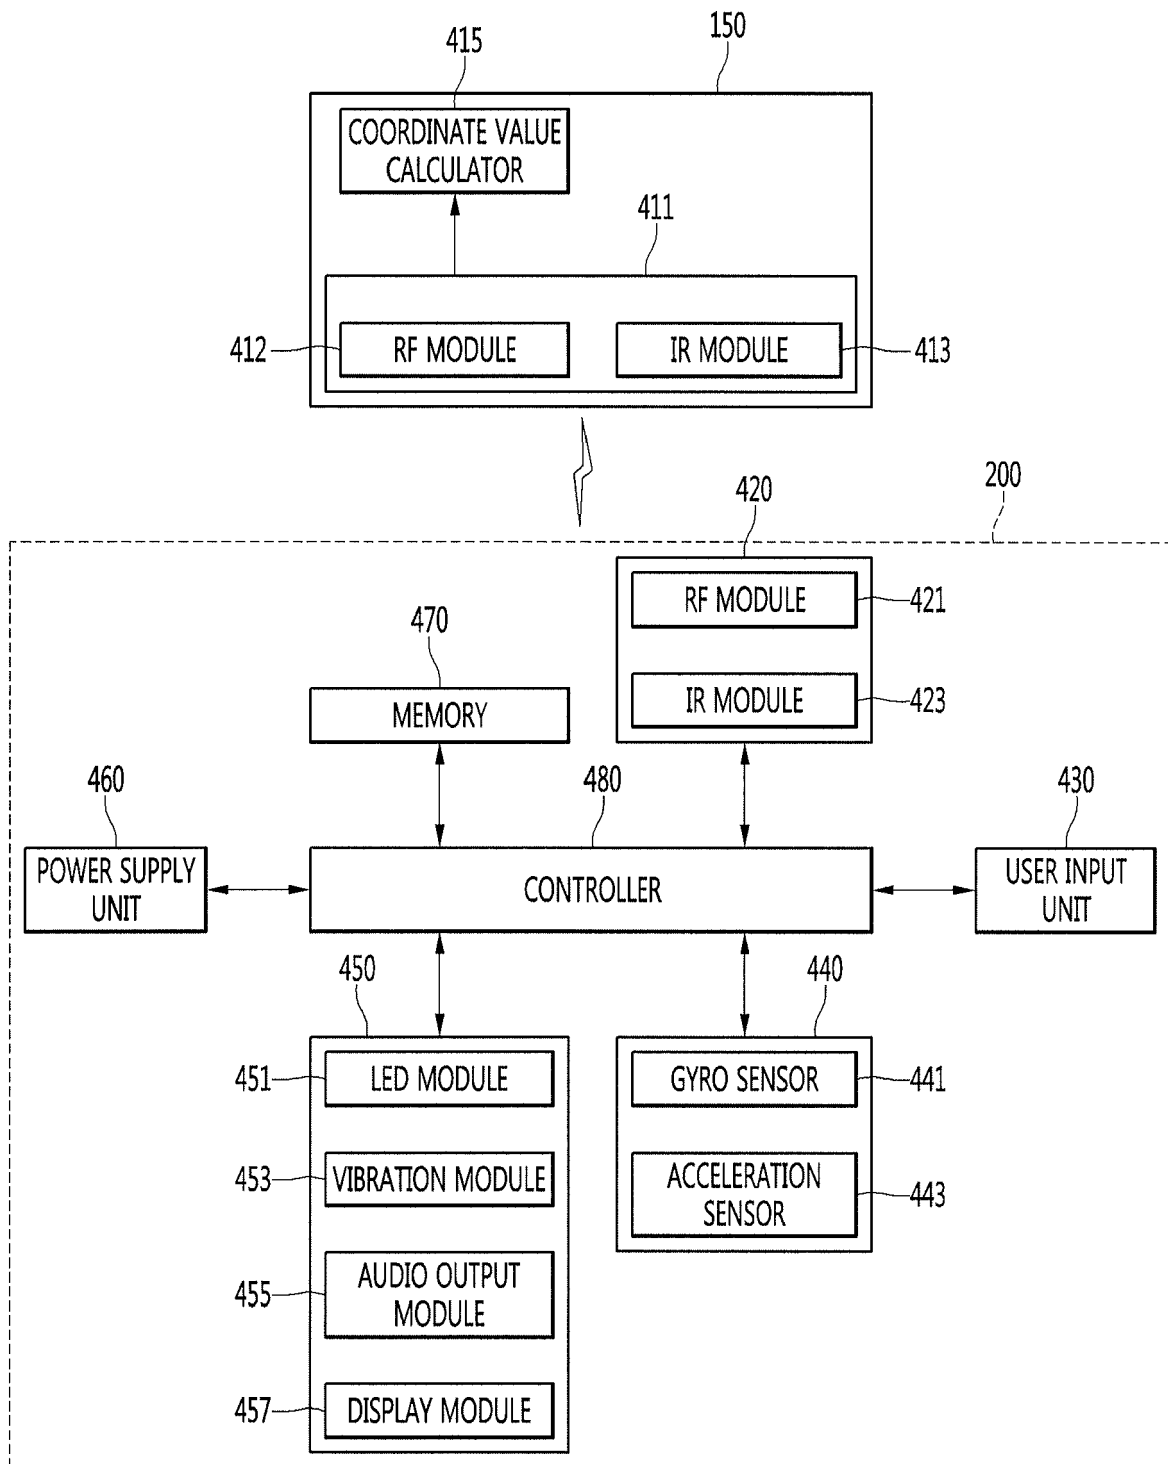 150
415
COORDINATE VALUE
CALCULATOR
411
412
RF MODULE
IR MODULE
413
200
420
RF MODULE
421
470
IR MODULE
423
MEMORY
460
480
430
POWER SUPPLY
UNIT
CONTROLLER
USER INPUT
UNIT
450
440
451
LED MODULE
GYRO SENSOR
441
453
VIBRATION MODULE
ACCELERATION
SENSOR
443
455
AUDIO OUTPUT
MODULE
457
DISPLAY MODULE